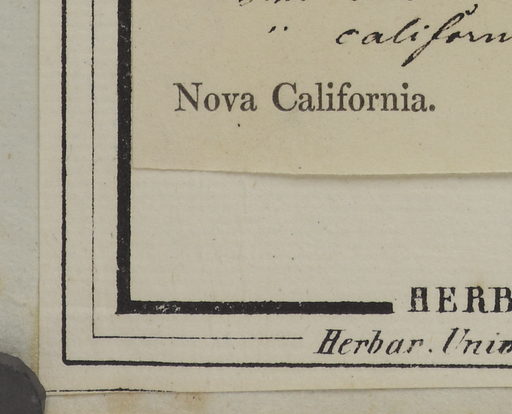 " californ
Nova California.
HERB
Herbar. Univ